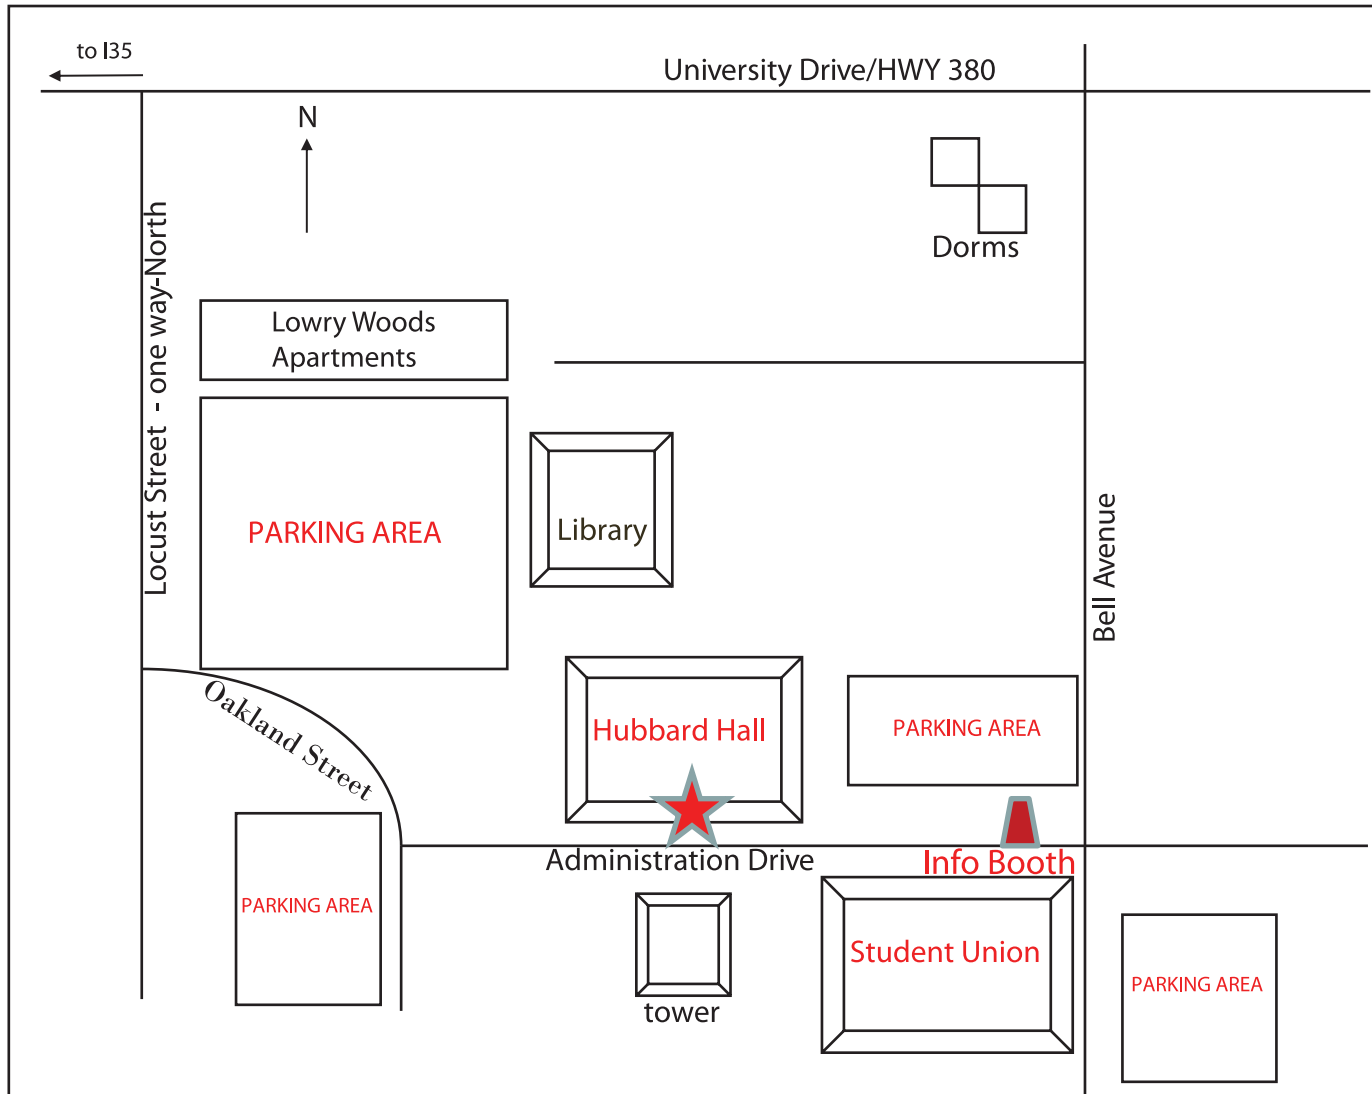 to I35
University Drive/HWY 380
N
Dorms
Locust Street - one way-North
Lowry Woods
Apartments
PARKING AREA
Library
Bell Avenue
Oakland Street
Hubbard Hall
PARKING AREA
Administration Drive
Info Booth
PARKING AREA
Student Union
PARKING AREA
tower